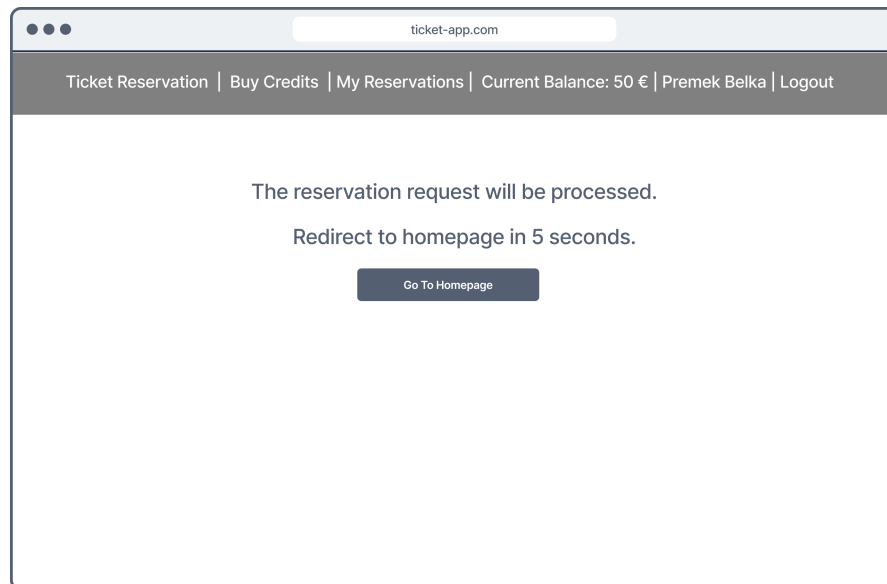 ticket-app.com
Ticket Reservation | Buy Credits | My Reservations | Current Balance: 50 € | Premek Belka | Logout
The reservation request will be processed.
Redirect to homepage in 5 seconds.
Go To Homepage